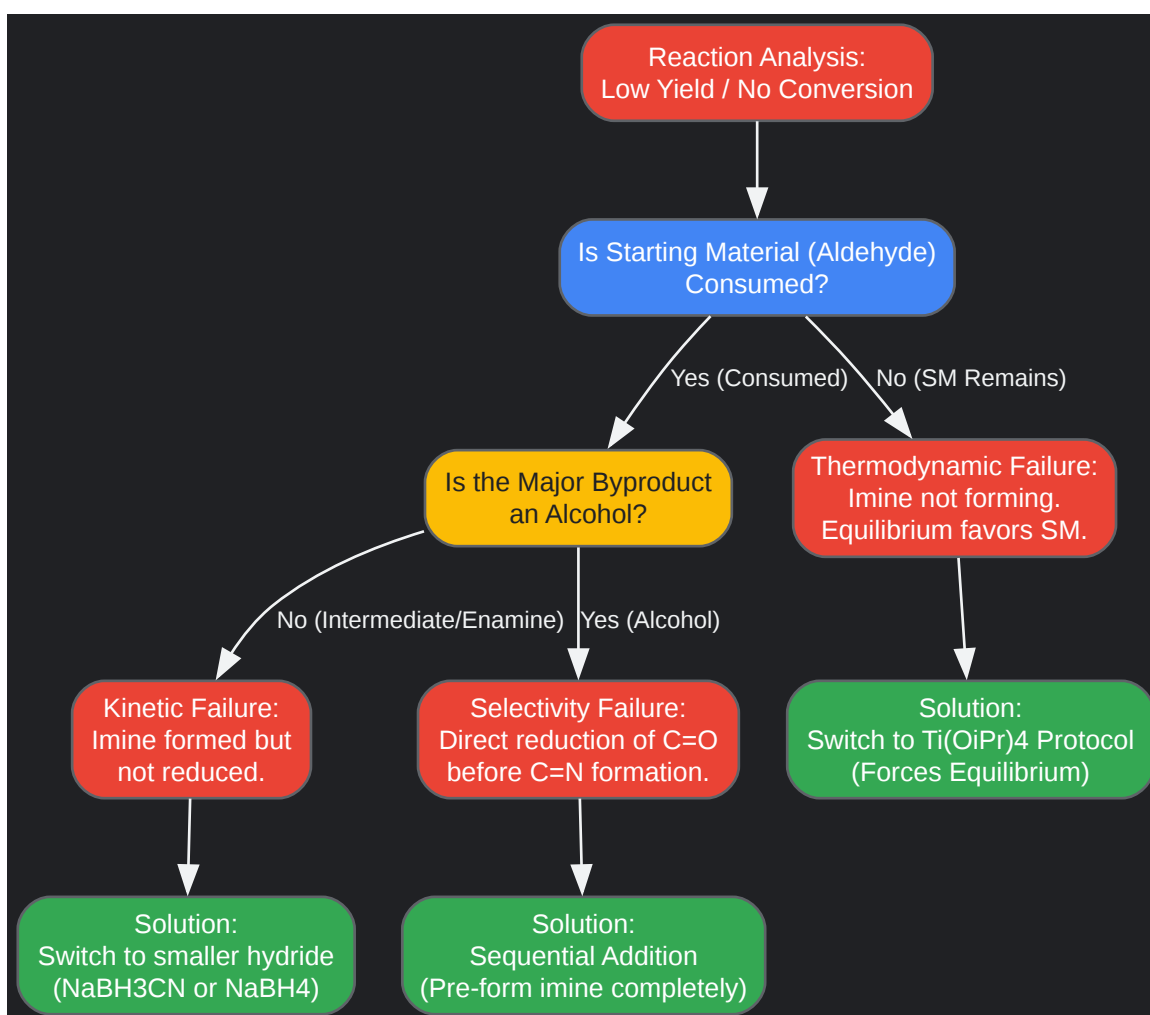 Reaction Analysis:
Low Yield / No Conversion
Is Starting Material (Aldehyde)
Consumed?
Yes (Consumed)
No (SM Remains)
Is the Major Byproduct
an Alcohol?
Thermodynamic Failure:
Imine not forming.
Equilibrium favors SM.
No (Intermediate/Enamine)
Yes (Alcohol)
Kinetic Failure:
Imine formed but
not reduced.
Selectivity Failure:
Direct reduction of C=O
before C=N formation.
Solution:
Switch to Ti(OiPr)4 Protocol
(Forces Equilibrium)
Solution:
Switch to smaller hydride
(NaBH3CN or NaBH4)
Solution:
Sequential Addition
(Pre-form imine completely)